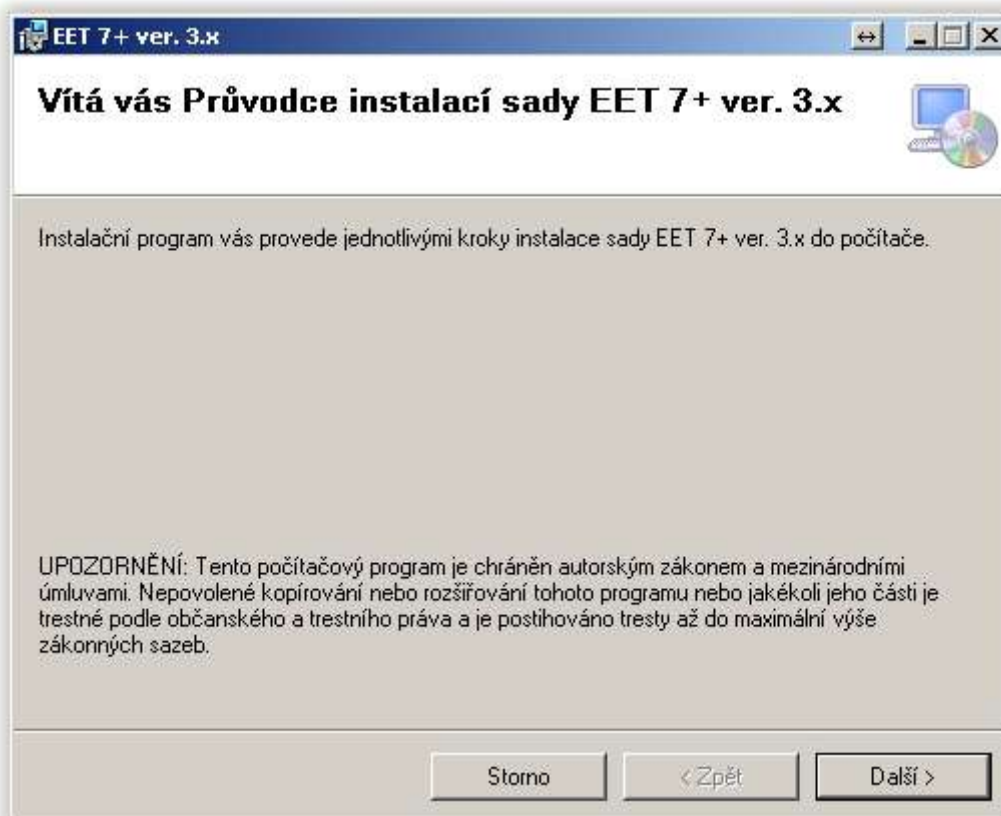 EET 7+ ver. 3.x
Vítá vás Průvodce instalací sady EET 7+ ver. 3.x
Instalační program vás provede jednotlivými kroky instalace sady EET 7+ ver. 3.x do počítače.
UPOZORNĚNÍ: Tento počítačový program je chráněn autorským zákonem a mezinárodními
úmluvami. Nepovolené kopírování nebo rozšiřování tohoto programu nebo jakékoli jeho části je
trestné podle občanského a trestního práva a je postihováno tresty až do maximální výše
zákonných sazeb.
Storno
< Zpět
Další >